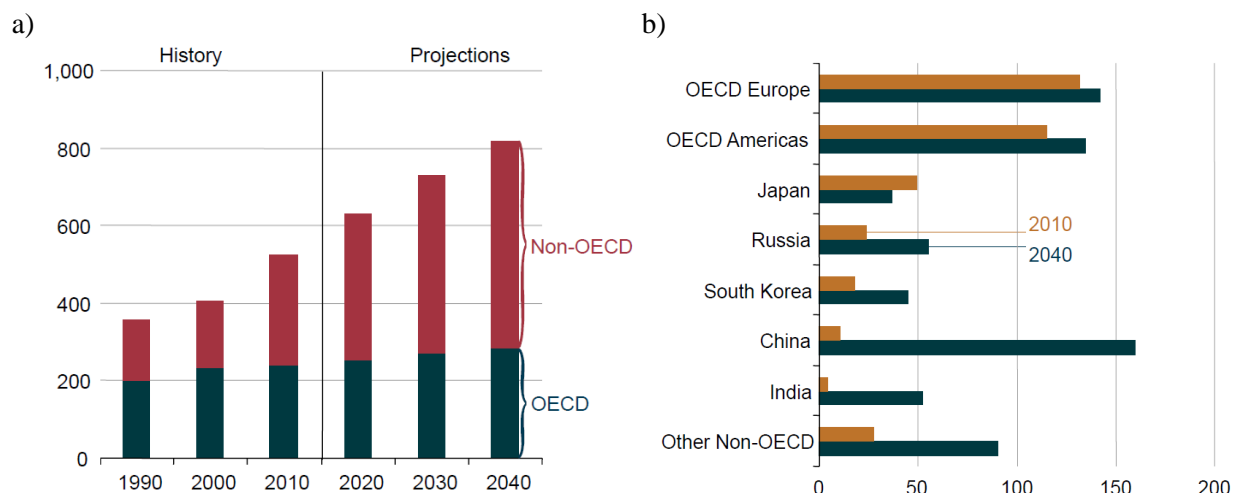 a)
History Projections
1,000
800
600
400
200
0
Non-OECD
OECD
1990 2000 2010 2020 2030 2040
b)
OECD Europe
OECD Americas
Japan
Russia
South Korea
China
India
Other Non-OECD
2010
2040
0 50 100 150 200